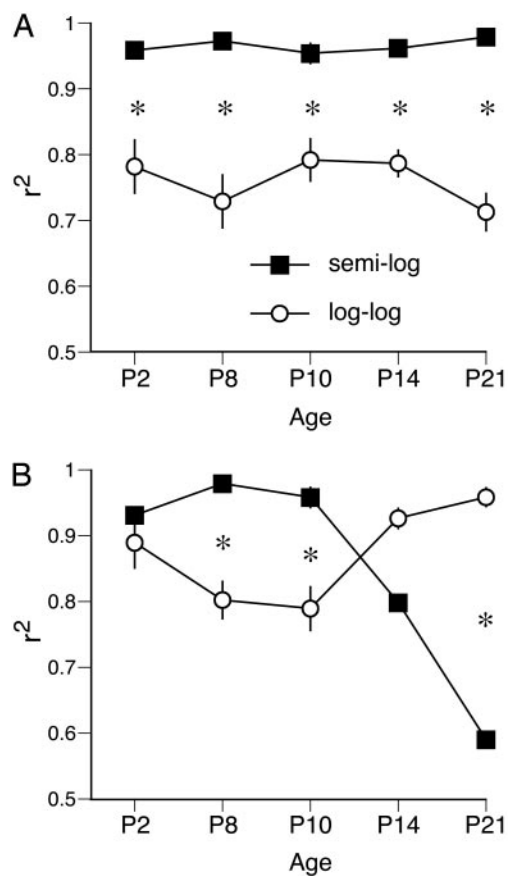 A
1
0.9
* * * * *
0.8
r²
0.7
semi-log
0.6
log-log
0.5
P2 P8 P10 P14 P21
Age
B
1
0.9
* *
0.8
*
r²
0.7
0.6
0.5
P2 P8 P10 P14 P21
Age